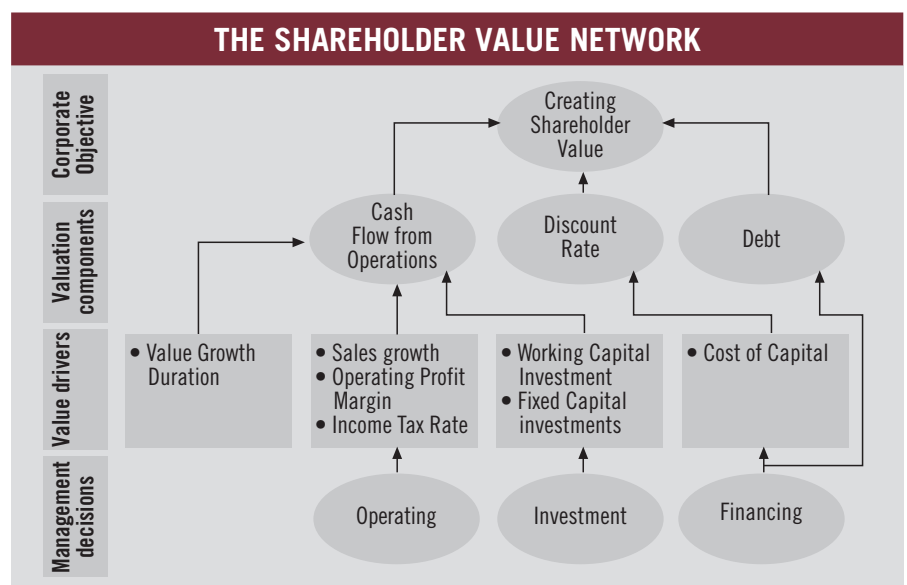 THE SHAREHOLDER VALUE NETWORK
Corporate
Objective
Creating
Shareholder
Value
Valuation
components
Cash
Flow from
Operations
Discount
Rate
Debt
Value drivers
• Value Growth
Duration
• Sales growth
• Operating Profit
Margin
• Income Tax Rate
• Working Capital
Investment
• Fixed Capital
investments
• Cost of Capital
Management
decisions
Operating
Investment
Financing